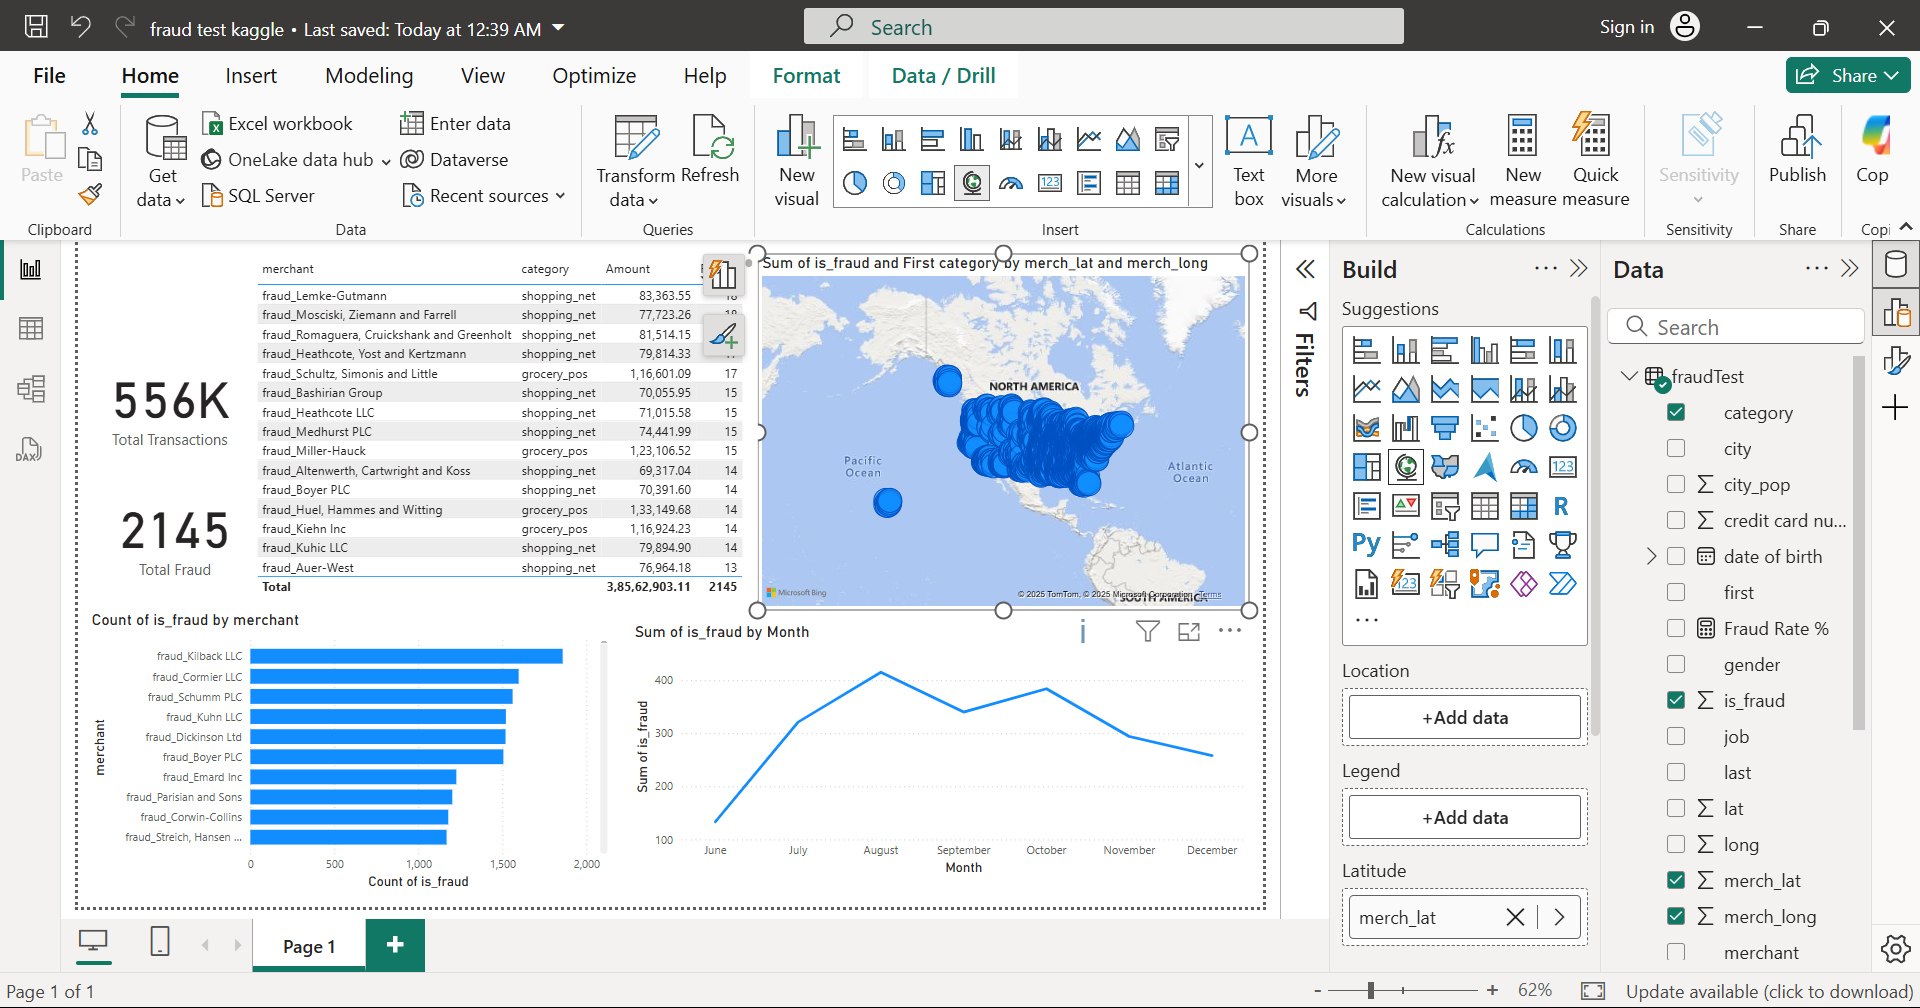 fraud test kaggle • Last saved: Today at 12:39 AM
Search
Sign in
File
Home
Insert
Modeling
View
Optimize
Help
Format
Data / Drill
Share
Paste
Clipboard
Get
data
Excel workbook
OneLake data hub
SQL Server
Enter data
Dataverse
Recent sources
Data
Transform
data
Refresh
Queries
New
visual
123
A
Text
box
More
visuals
Insert
New visual
calculation
New
measure
Quick
measure
Calculations
Sensitivity
Sensitivity
Publish
Share
Cop
Copi
DAX
556K
Total Transactions
2145
Total Fraud
merchant category Amount
fraud_Lemke-Gutmann shopping_net 83,363.55 18
fraud_Mosciski, Ziemann and Farrell shopping_net 77,723.26
fraud_Romaguera, Cruickshank and Greenholt shopping_net 81,514.15
fraud_Heathcote, Yost and Kertzmann shopping_net 79,814.33
fraud_Schultz, Simonis and Little grocery_pos 1,16,601.09 17
fraud_Bashirian Group shopping_net 70,055.95 15
fraud_Heathcote LLC shopping_net 71,015.58 15
fraud_Medhurst PLC shopping_net 74,441.99 15
fraud_Miller-Hauck grocery_pos 1,23,106.52 15
fraud_Altenwerth, Cartwright and Koss shopping_net 69,317.04 14
fraud_Boyer PLC shopping_net 70,391.60 14
fraud_Huel, Hammes and Witting grocery_pos 1,33,149.68 14
fraud_Kiehn Inc grocery_pos 1,16,924.23 14
fraud_Kuhic LLC shopping_net 79,894.90 14
fraud_Auer-West shopping_net 76,964.18 13
Total 3,85,62,903.11 2145
Sum of is_fraud and First category by merch_lat and merch_long
NORTH AMERICA
Pacific
Ocean
Atlantic
Ocean
SOUTH AMERICA
Microsoft Bing
© 2025 TomTom, © 2025 Microsoft Corporation Terms
Count of is_fraud by merchant
merchant
fraud_Kilback LLC
fraud_Cormier LLC
fraud_Schumm PLC
fraud_Kuhn LLC
fraud_Dickinson Ltd
fraud_Boyer PLC
fraud_Emard Inc
fraud_Parisian and Sons
fraud_Corwin-Collins
fraud_Streich, Hansen ...
0 500 1,000 1,500 2,000
Count of is_fraud
Sum of is_fraud by Month
Sum of is_fraud
400
300
200
100
June July August September October November December
Month
Filters
Build
Suggestions
123
R
Py
123
Location
+Add data
Legend
+Add data
Latitude
merch_lat
Data
Search
fraudTest
category
city
city_pop
credit card nu...
date of birth
first
Fraud Rate %
gender
is_fraud
job
last
lat
long
merch_lat
merch_long
merchant
Page 1
Page 1 of 1
62%
Update available (click to download)